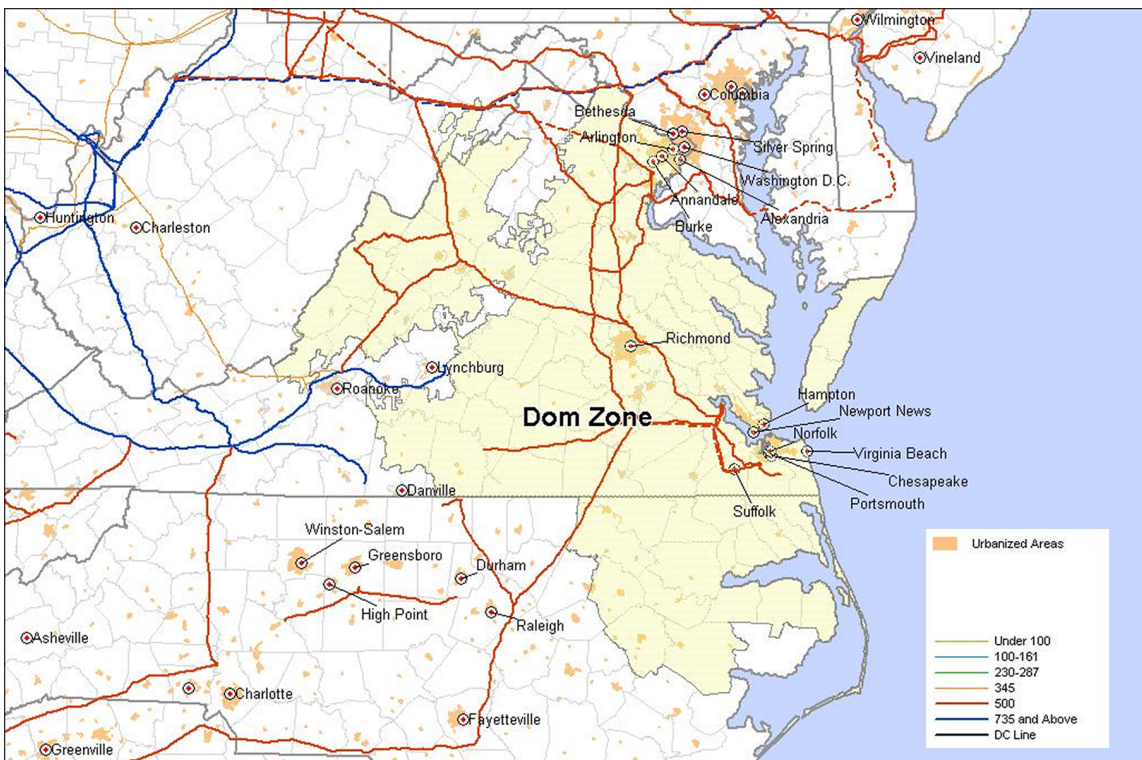 Wilmington
Vineland
Columbia
Bethesda
Arlington
Silver Spring
Washington D.C.
Annandale
Alexandria
Burke
Huntington
Charleston
Richmond
Lynchburg
Roanoke
Hampton
Dom Zone
Newport News
Norfolk
Virginia Beach
Chesapeake
Portsmouth
Danville
Suffolk
Winston-Salem
Greensboro
Durham
High Point
Raleigh
Asheville
Charlotte
Fayetteville
Greenville
Urbanized Areas
Under 100
100-161
230-287
345
500
735 and Above
DC Line